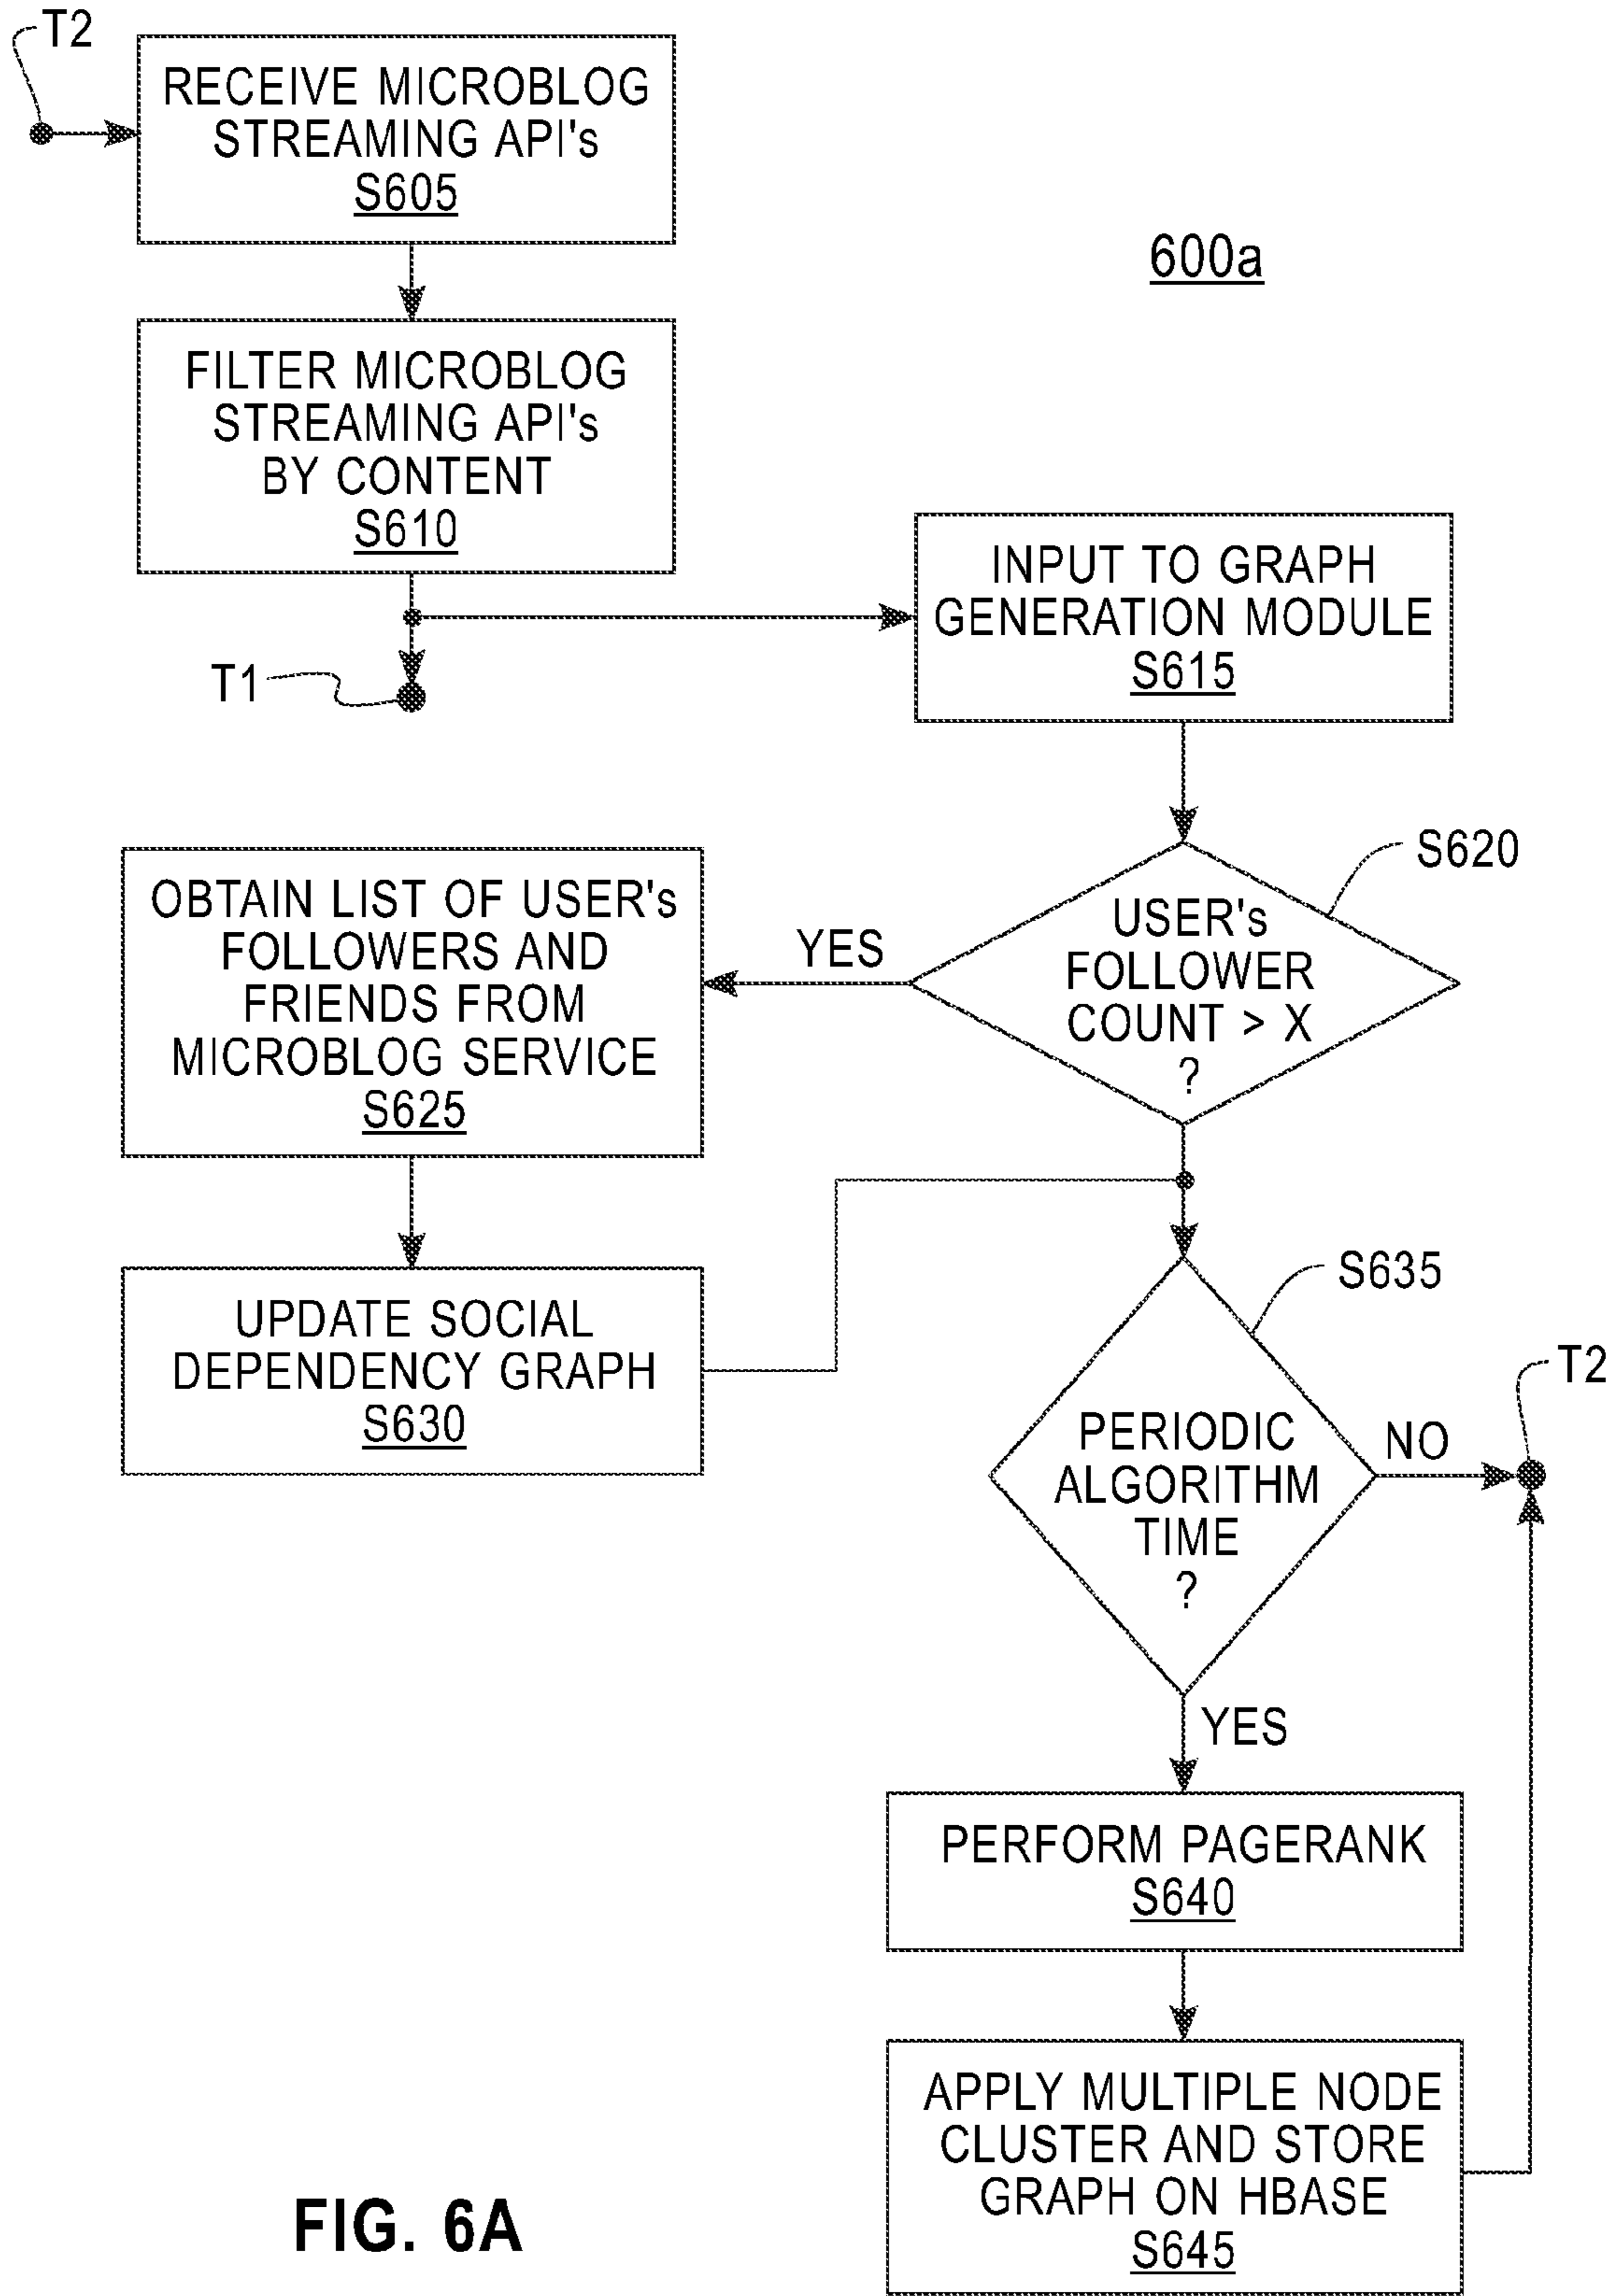 T2
RECEIVE MICROBLOG
STREAMING API's
S605
600a
FILTER MICROBLOG
STREAMING API's
BY CONTENT
S610
T1
INPUT TO GRAPH
GENERATION MODULE
S615
S620
USER's
FOLLOWER
COUNT > X
?
YES
OBTAIN LIST OF USER's
FOLLOWERS AND
FRIENDS FROM
MICROBLOG SERVICE
S625
UPDATE SOCIAL
DEPENDENCY GRAPH
S630
S635
PERIODIC
ALGORITHM
TIME
?
NO
T2
YES
PERFORM PAGERANK
S640
APPLY MULTIPLE NODE
CLUSTER AND STORE
GRAPH ON HBASE
S645
FIG. 6A